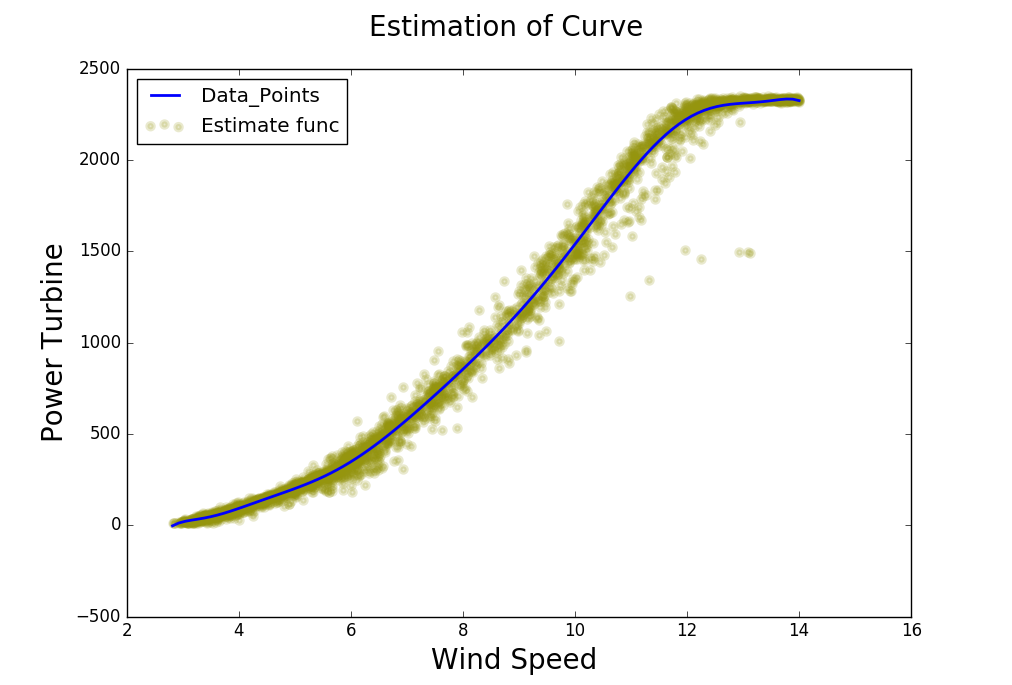 Estimation of Curve
Data_Points
Estimate func
2500
2000
1500
1000
500
0
−500
Power Turbine
2 4 6 8 10 12 14 16
Wind Speed